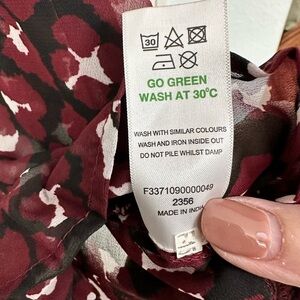 30
GO GREEN
WASH AT 30°C
WASH WITH SIMILAR COLOURS
WASH AND IRON INSIDE OUT
DO NOT PILE WHILST DAMP
F3371090000049
2356
MADE IN INDIA